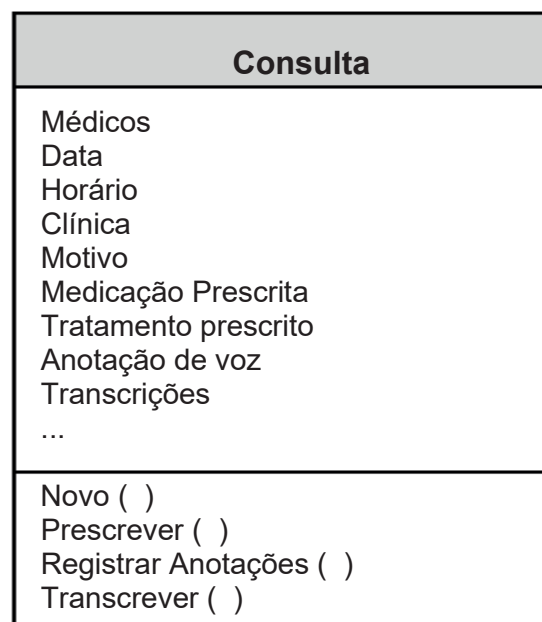 Consulta
Médicos
Data
Horário
Clínica
Motivo
Medicação Prescrita
Tratamento prescrito
Anotação de voz
Transcrições
...
Novo (  )
Prescrever (  )
Registrar Anotações (  )
Transcrever (  )